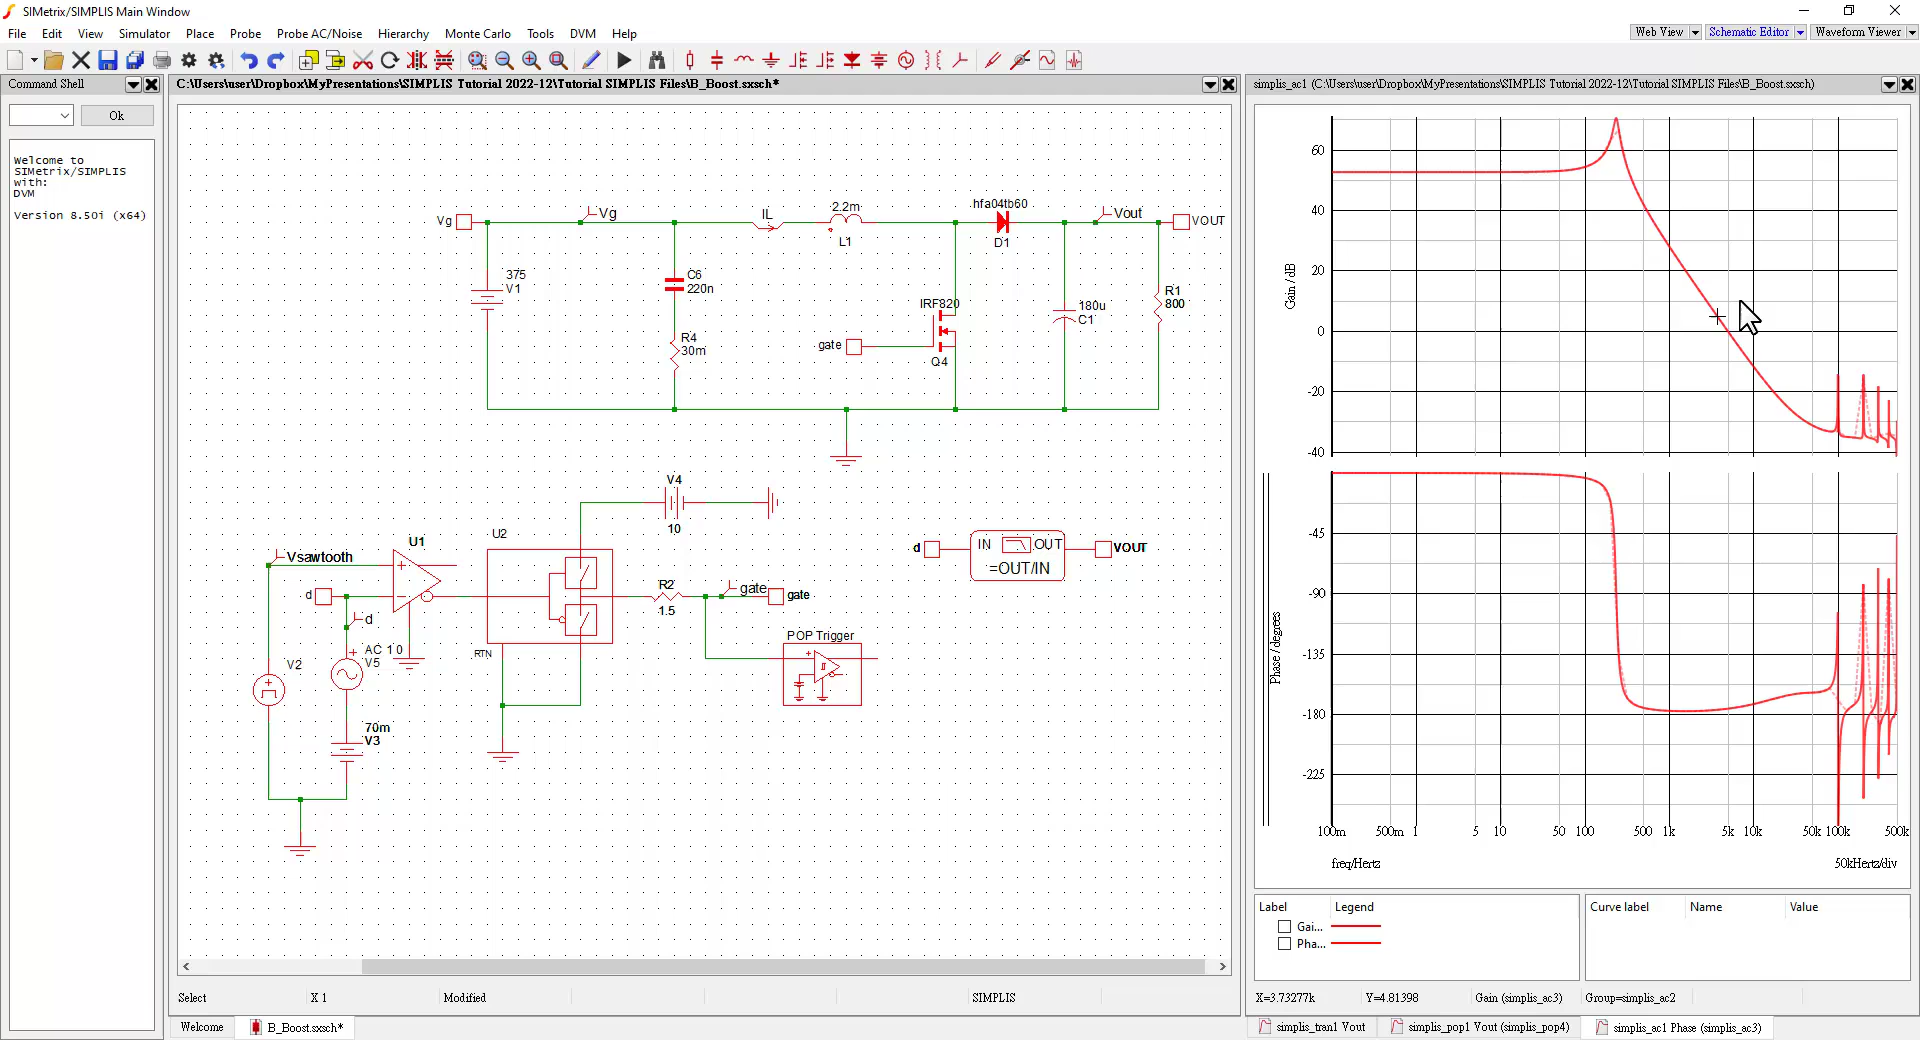 SIMetrix/SIMPLIS Main Window
File Edit View Simulator Place Probe Probe AC/Noise Hierarchy Monte Carlo Tools DVM Help
Web View Schematic Editor Waveform Viewer
Command Shell
Ok
Welcome to
SIMetrix/SIMPLIS
with:
DVM
Version 8.50i (x64)
C:\Users\user\Dropbox\MyPresentations\SIMPLIS Tutorial 2022-12\Tutorial SIMPLIS Files\B_Boost.sxsch*
Vg
Vg
IL
2.2m
L1
hfa04tb60
D1
Vout
VOUT
375
V1
C6
220n
R4
30m
IRF820
gate
Q4
180u
C1
R1
800
V4
10
U1
U2
Vsawtooth
d
d
AC 1 0
V5
V2
70m
V3
RTN
R2
1.5
gate
gate
POP Trigger
d
IN OUT
=OUT/IN
VOUT
Select X 1 Modified SIMPLIS
Welcome B_Boost.sxsch*
simplis_ac1 (C:\Users\user\Dropbox\MyPresentations\SIMPLIS Tutorial 2022-12\Tutorial SIMPLIS Files\B_Boost.sxsch)
Gain / dB
60
40
20
0
-20
-40
Phase / degrees
-45
-90
-135
-180
-225
100m 500m 1 5 10 50 100 500 1k 5k 10k 50k 100k 500k
freq/Hertz 50kHertz/div
Label Legend
Gai...
Pha...
Curve label Name Value
X=3.73277k Y=4.81398 Gain (simplis_ac3) Group=simplis_ac2
simplis_tran1 Vout simplis_pop1 Vout (simplis_pop4) simplis_ac1 Phase (simplis_ac3)